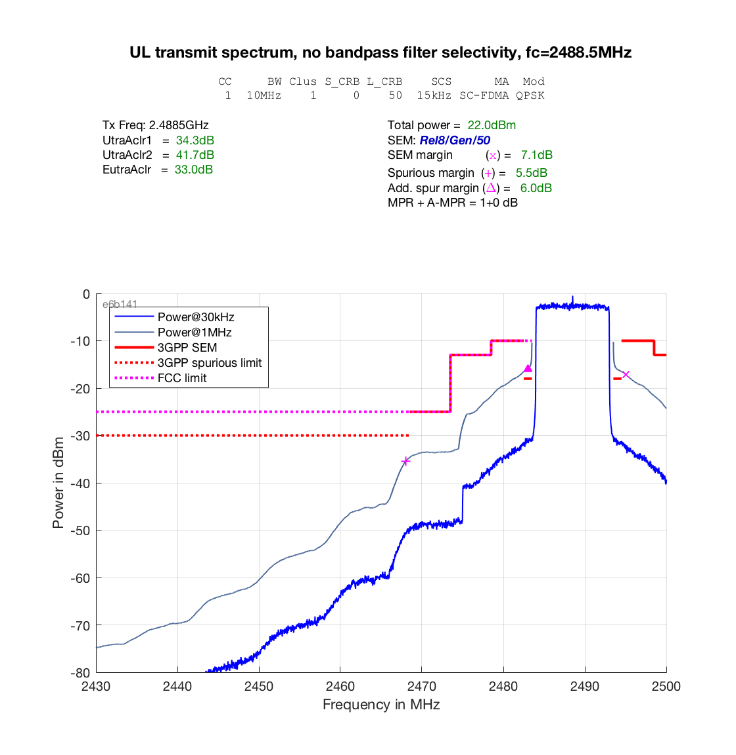 UL transmit spectrum, no bandpass filter selectivity, fc=2488.5MHz
CC BW Clus S_CRB L_CRB SCS MA Mod
1 10MHz 1 0 50 15kHz SC-FDMA QPSK
Tx Freq: 2.4885GHz
UtraAclr1 = 34.3dB
UtraAclr2 = 41.7dB
EutraAclr = 33.0dB
Total power = 22.0dBm
SEM: Rel8/Gen/50
SEM margin (x) = 7.1dB
Spurious margin (+) = 5.5dB
Add. spur margin (Δ) = 6.0dB
MPR + A-MPR = 1+0 dB
e6b141
Power@30kHz
Power@1MHz
3GPP SEM
3GPP spurious limit
FCC limit
Power in dBm
0
-10
-20
-30
-40
-50
-60
-70
-80
2430 2440 2450 2460 2470 2480 2490 2500
Frequency in MHz